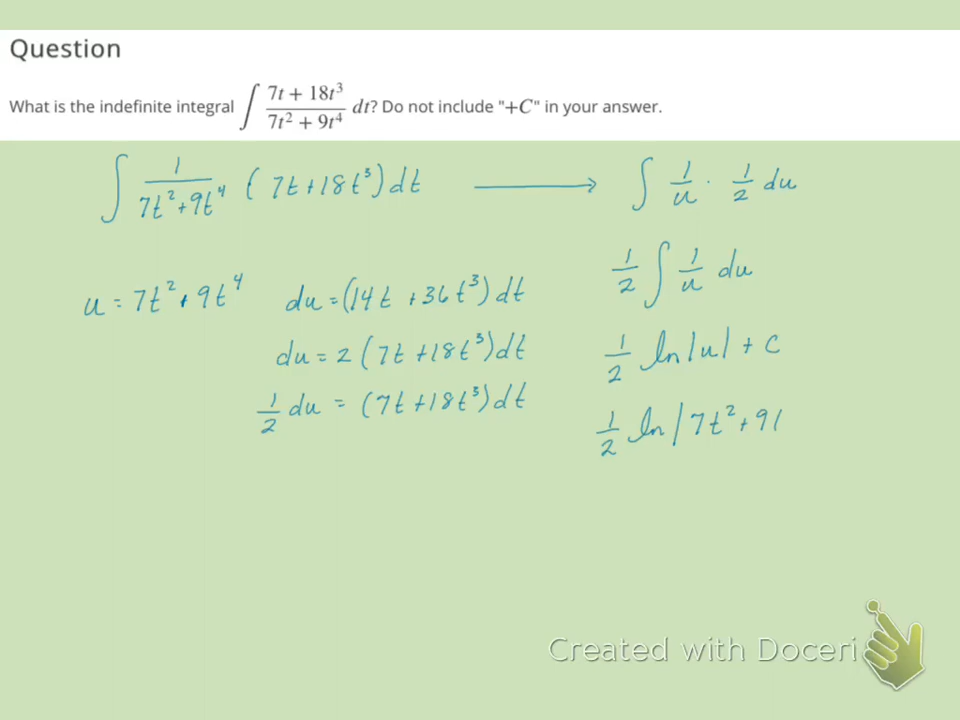 Question
What is the indefinite integral ∫ (7t + 18t³)/(7t² + 9t⁴) dt? Do not include "+C" in your answer.
∫ 1/(7t² + 9t⁴) (7t + 18t³) dt ⟶ ∫ 1/u · 1/2 du
1/2 ∫ 1/u du
u = 7t² + 9t⁴ du = (14t + 36t³) dt
du = 2 (7t + 18t³) dt
1/2 ln |u| + C
1/2 du = (7t + 18t³) dt
1/2 ln | 7t² + 9
Created with Doceri